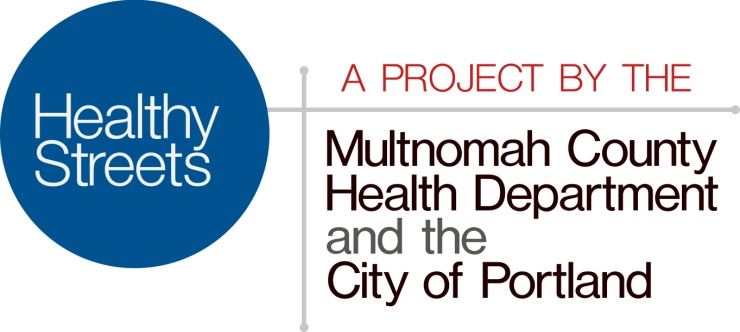 Healthy
Streets
A PROJECT BY THE
Multnomah County
Health Department
and the
City of Portland